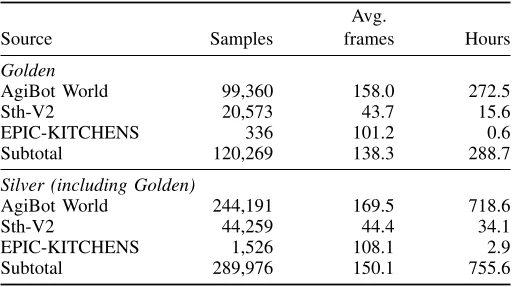 Avg.
Source Samples frames Hours
Golden
AgiBot World 99,360 158.0 272.5
Sth-V2 20,573 43.7 15.6
EPIC-KITCHENS 336 101.2 0.6
Subtotal 120,269 138.3 288.7
Silver (including Golden)
AgiBot World 244,191 169.5 718.6
Sth-V2 44,259 44.4 34.1
EPIC-KITCHENS 1,526 108.1 2.9
Subtotal 289,976 150.1 755.6